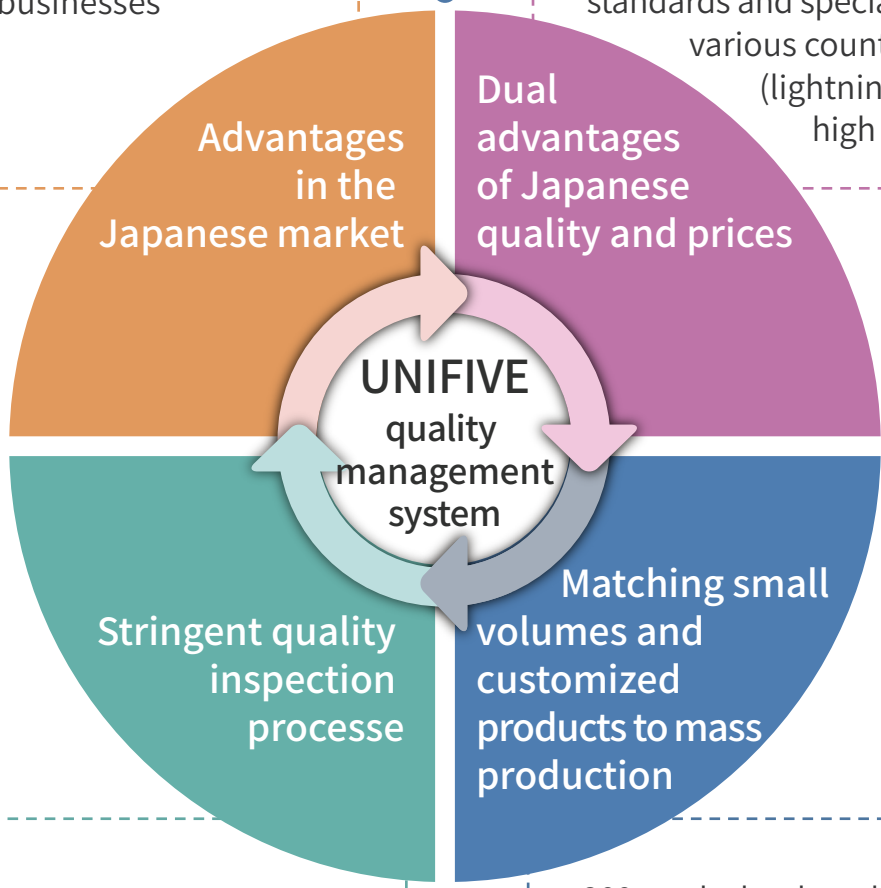 businesses
standards and specia
various count
(lightnin
high
Advantages
in the
Japanese market
Dual
advantages
of Japanese
quality and prices
UNIFIVE
quality
management
system
Stringent quality
inspection
processe
Matching small
volumes and
customized
products to mass
production